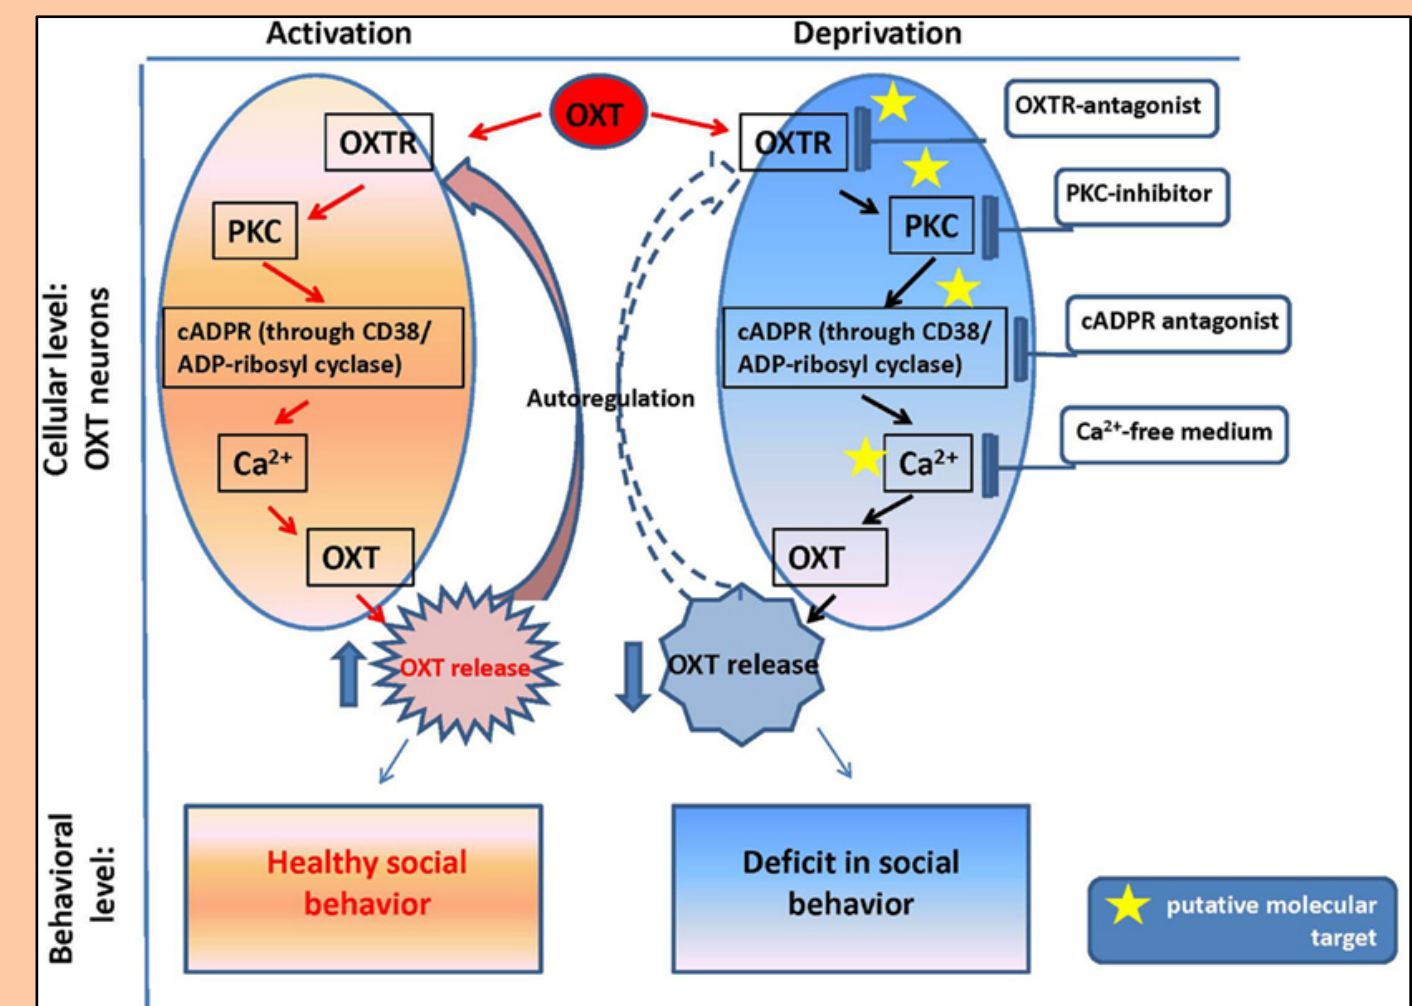 Activation
Deprivation
OXT
OXTR
PKC
cADPR (through CD38/
ADP-ribosyl cyclase)
Ca²⁺
OXT
OXT release
Autoregulation
OXTR
PKC
cADPR (through CD38/
ADP-ribosyl cyclase)
Ca²⁺
OXT
OXT release
OXTR-antagonist
PKC-inhibitor
cADPR antagonist
Ca²⁺-free medium
Cellular level:
OXT neurons
Behavioral
level:
Healthy social
behavior
Deficit in social
behavior
putative molecular
target